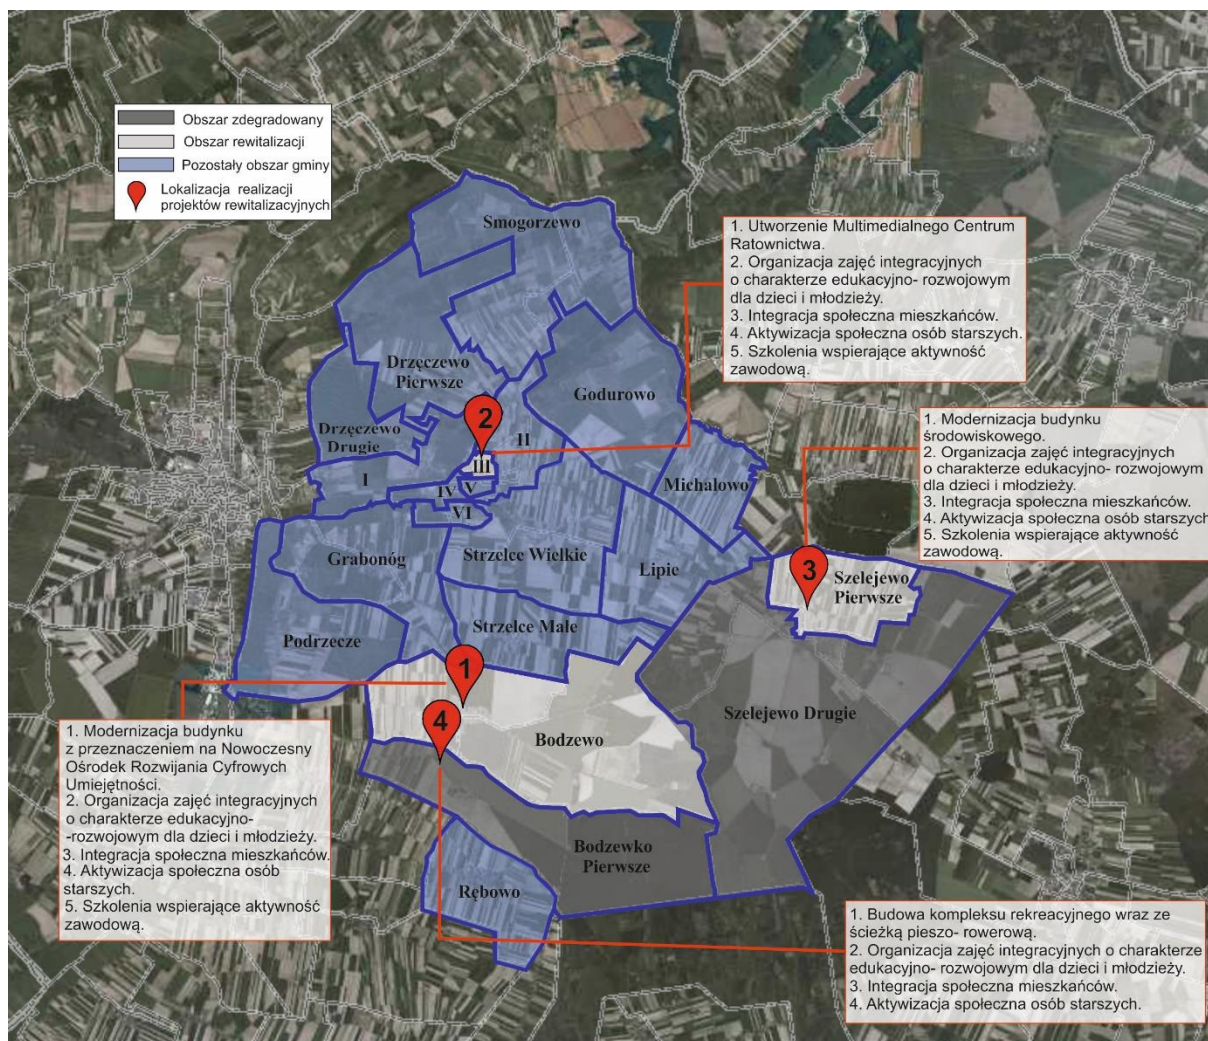 Obszar zdegradowany
Obszar rewitalizacji
Pozostały obszar gminy
Lokalizacja realizacji
projektów rewitalizacyjnych
Smogorzewo
1. Utworzenie Multimedialnego Centrum
Ratownictwa.
2. Organizacja zajęć integracyjnych
o charakterze edukacyjno- rozwojowym
dla dzieci i młodzieży.
3. Integracja społeczna mieszkańców.
4. Aktywizacja społeczna osób starszych.
5. Szkolenia wspierające aktywność
zawodową.
Drzęczewo
Pierwsze
Godurowo
2
Drzęczewo
Drugie
II
III
I
IV
V
VI
Michałowo
1. Modernizacja budynku
środowiskowego.
2. Organizacja zajęć integracyjnych
o charakterze edukacyjno- rozwojowym
dla dzieci i młodzieży.
3. Integracja społeczna mieszkańców.
4. Aktywizacja społeczna osób starszych
5. Szkolenia wspierające aktywność
zawodową.
Grabonóg
Strzelce Wielkie
Lipie
3
Szelejewo
Pierwsze
Podrzecze
Strzelce Małe
1
4
Bodzewo
Szelejewo Drugie
1. Modernizacja budynku
z przeznaczeniem na Nowoczesny
Ośrodek Rozwijania Cyfrowych
Umiejętności.
2. Organizacja zajęć integracyjnych
o charakterze edukacyjno-
-rozwojowym dla dzieci i młodzieży.
3. Integracja społeczna mieszkańców.
4. Aktywizacja społeczna osób
starszych.
5. Szkolenia wspierające aktywność
zawodową.
Bodzewko
Pierwsze
Rębowo
1. Budowa kompleksu rekreacyjnego wraz ze
ścieżką pieszo- rowerową.
2. Organizacja zajęć integracyjnych o charakterze
edukacyjno- rozwojowym dla dzieci i młodzieży.
3. Integracja społeczna mieszkańców.
4. Aktywizacja społeczna osób starszych.